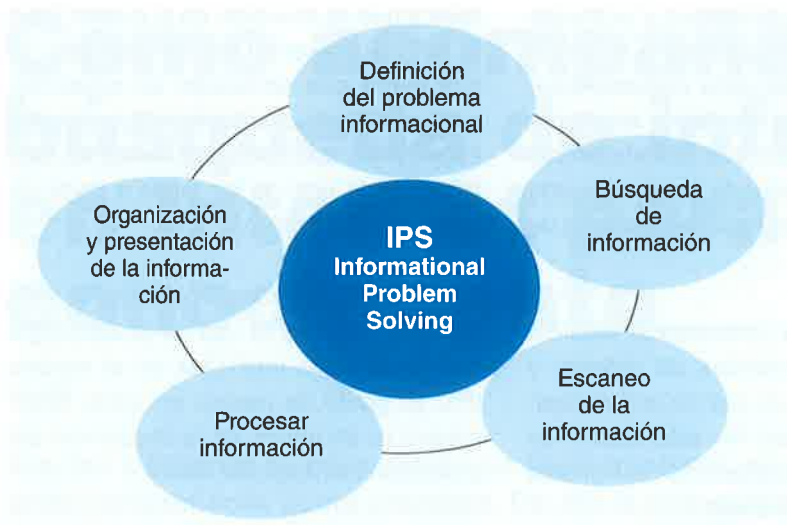 Definición
del problema
informacional
Búsqueda
de
información
Escaneo
de la
información
Procesar
información
Organización
y presentación
de la informa-
ción
IPS
Informational
Problem
Solving